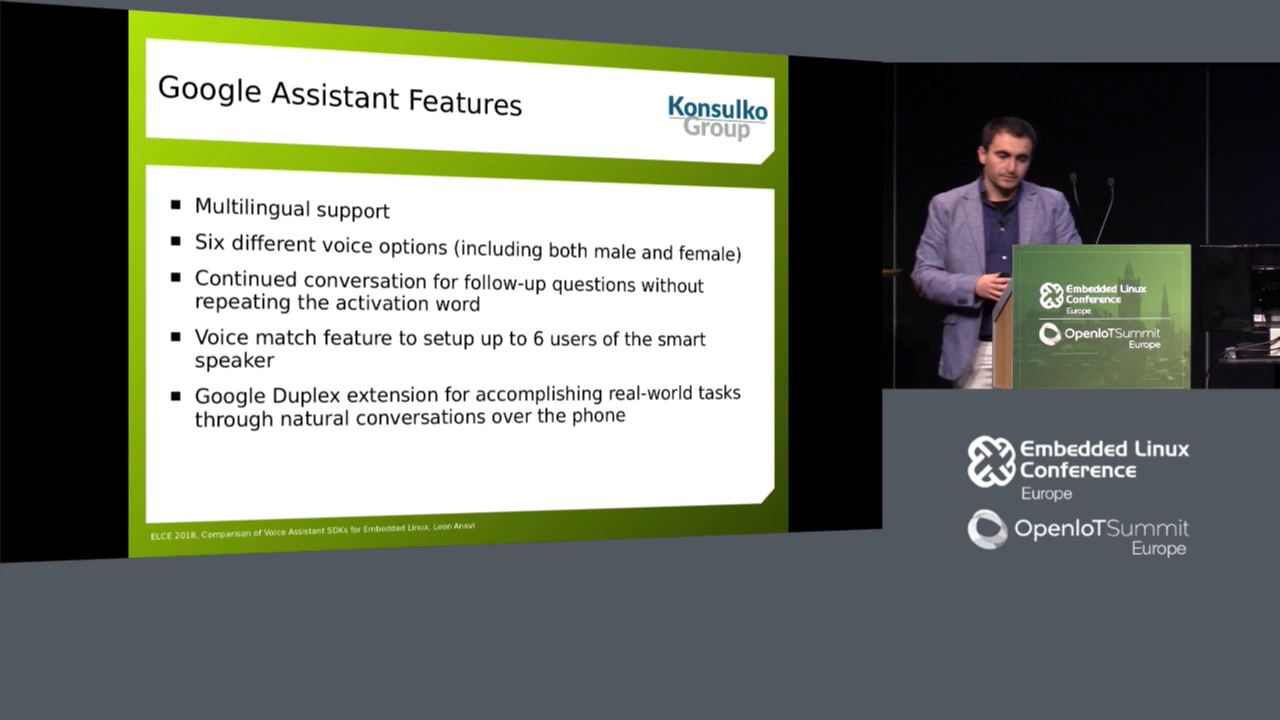 Google Assistant Features
Konsulko
Group
Multilingual support
Six different voice options (including both male and female)
Continued conversation for follow-up questions without
repeating the activation word
Voice match feature to setup up to 6 users of the smart
speaker
Google Duplex extension for accomplishing real-world tasks
through natural conversations over the phone
ELCE 2018, Comparison of Voice Assistant SDKs for Embedded Linux, Leon Anavi
Embedded Linux
Conference
Europe
OpenIoTSummit
Europe
Embedded Linux
Conference
Europe
OpenIoTSummit
Europe